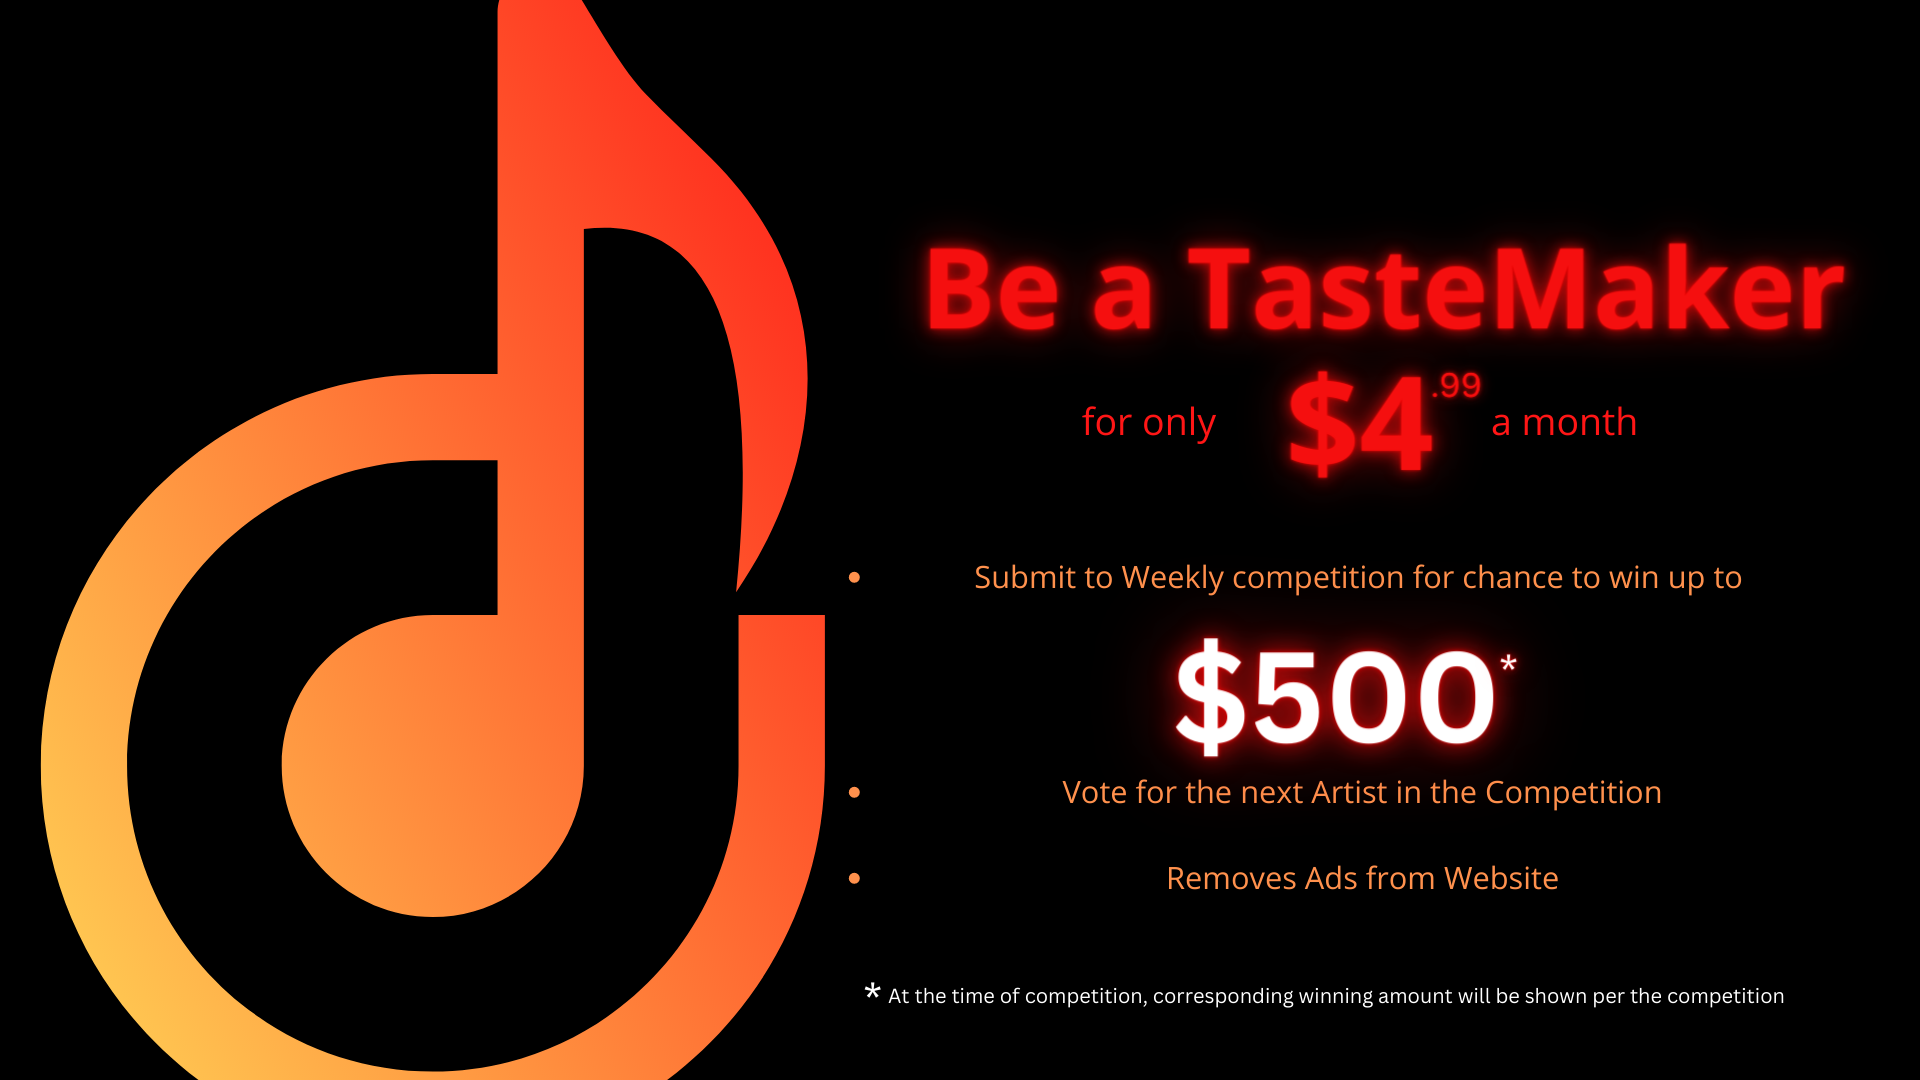 Be a TasteMaker
for only $4.99 a month
• Submit to Weekly competition for chance to win up to
$500*
• Vote for the next Artist in the Competition
• Removes Ads from Website
* At the time of competition, corresponding winning amount will be shown per the competition